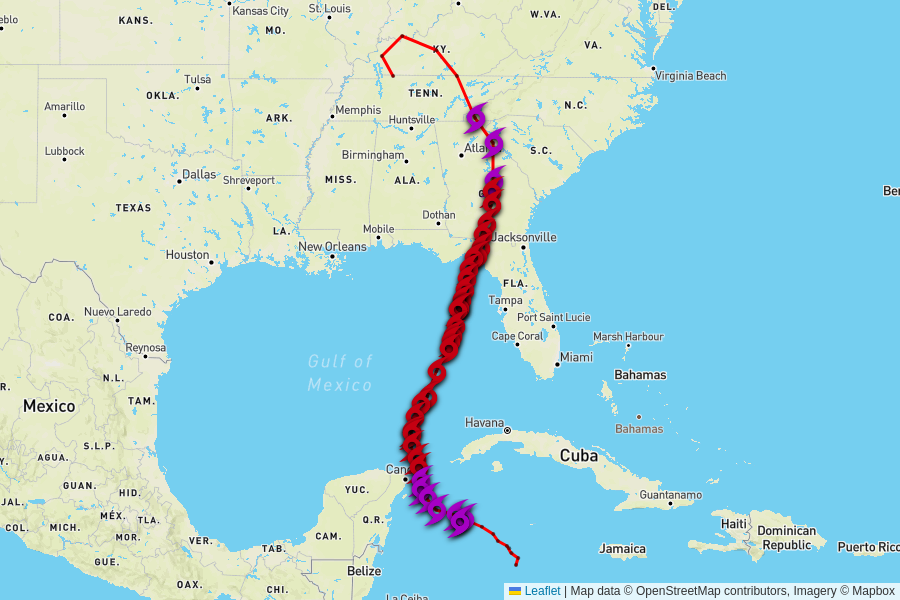 DEL.
Kansas City
St. Louis
W.VA.
KANS.
MO.
VA.
KY.
Virginia Beach
Tulsa
OKLA.
TENN.
Amarillo
Memphis
N.C.
ARK.
Huntsville
Lubbock
Birmingham
S.C.
Dallas
Shreveport
MISS.
ALA.
TEXAS
Dothan
LA.
Mobile
New Orleans
Jacksonville
Houston
FLA.
Tampa
COA.
Nuevo Laredo
Port Saint Lucie
Cape Coral
Marsh Harbour
Reynosa
Miami
Gulf of
Mexico
N.L.
Bahamas
Mexico
TAM.
Havana
Bahamas
S.L.P.
Cuba
AGUA.
GUAN.
HID.
YUC.
Guantanamo
JAL.
MÉX.
TLA.
Q.R.
COL.
MICH.
MOR.
VER.
CAM.
Haiti
Dominican
Republic
Jamaica
Puerto Rico
TAB.
GUE.
Belize
OAX.
CHI.
La Ceiba
Leaflet | Map data © OpenStreetMap contributors, Imagery © Mapbox